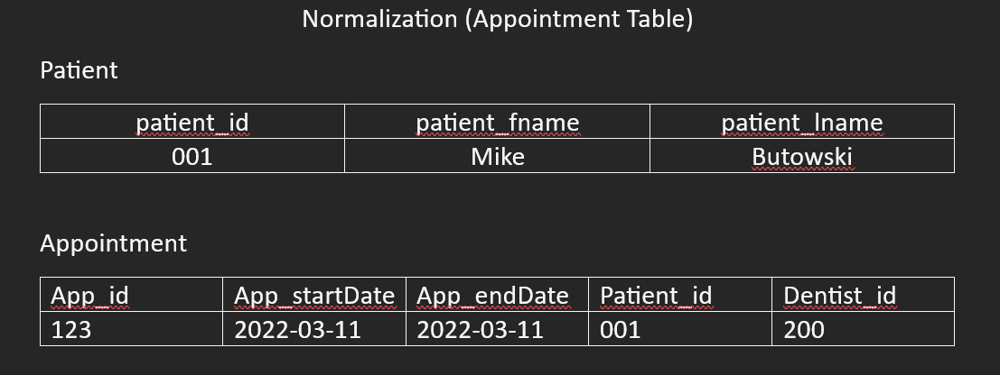 Normalization (Appointment Table)
Patient
patient_id patient_fname patient_lname
001 Mike Butowski
Appointment
App_id App_startDate App_endDate Patient_id Dentist_id
123 2022-03-11 2022-03-11 001 200